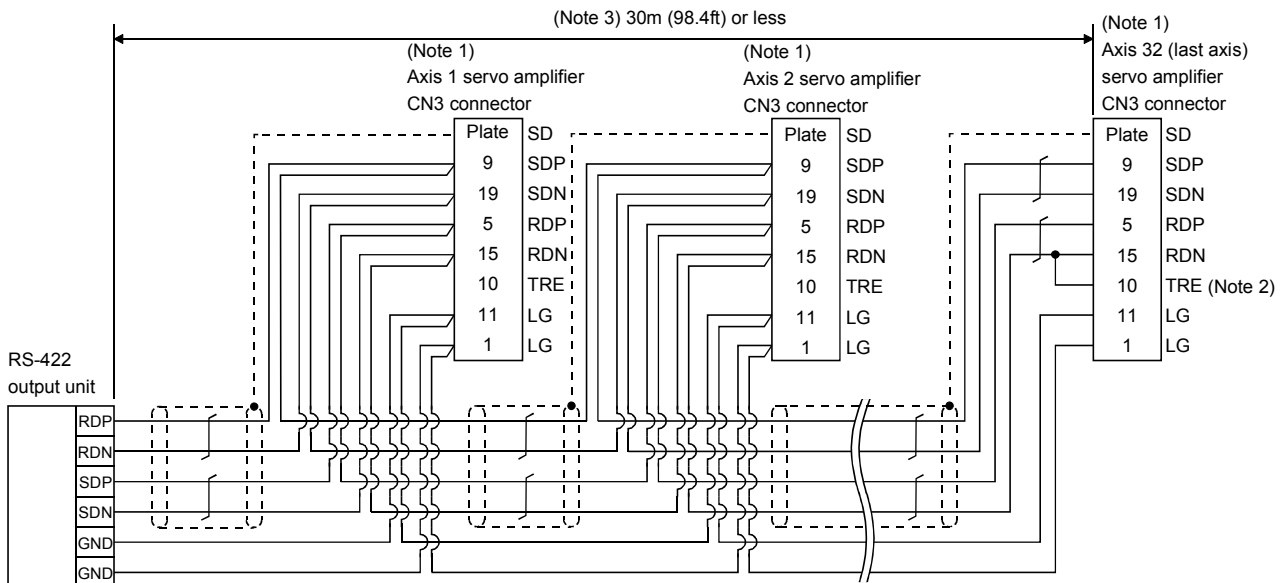 (Note 3) 30m (98.4ft) or less
(Note 1)
Axis 1 servo amplifier
CN3 connector
Plate SD
9 SDP
19 SDN
5 RDP
15 RDN
10 TRE
11 LG
1 LG
(Note 1)
Axis 2 servo amplifier
CN3 connector
Plate SD
9 SDP
19 SDN
5 RDP
15 RDN
10 TRE
11 LG
1 LG
(Note 1)
Axis 32 (last axis)
servo amplifier
CN3 connector
Plate SD
9 SDP
19 SDN
5 RDP
15 RDN
10 TRE (Note 2)
11 LG
1 LG
RS-422
output unit
RDP
RDN
SDP
SDN
GND
GND